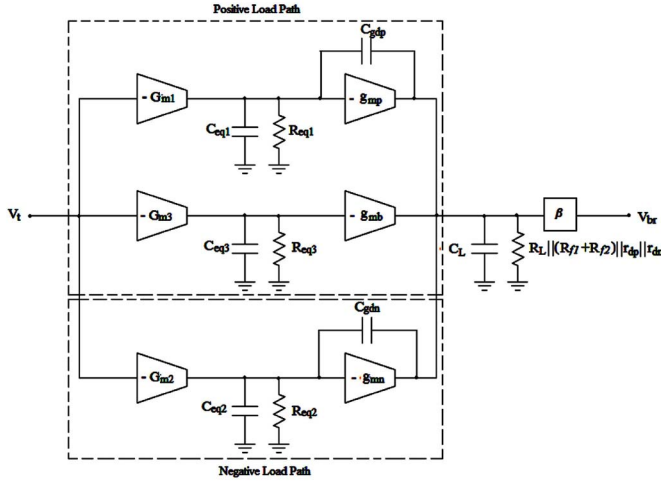 Positive Load Path
Cgdp
- Gm1
- gmp
Ceq1
Req1
Vt
- Gm3
- gmb
β
Vbr
Ceq3
Req3
CL
RL||(Rf1+Rf2)||rdp||rdn
Cgdn
- Gm2
- gmn
Ceq2
Req2
Negative Load Path